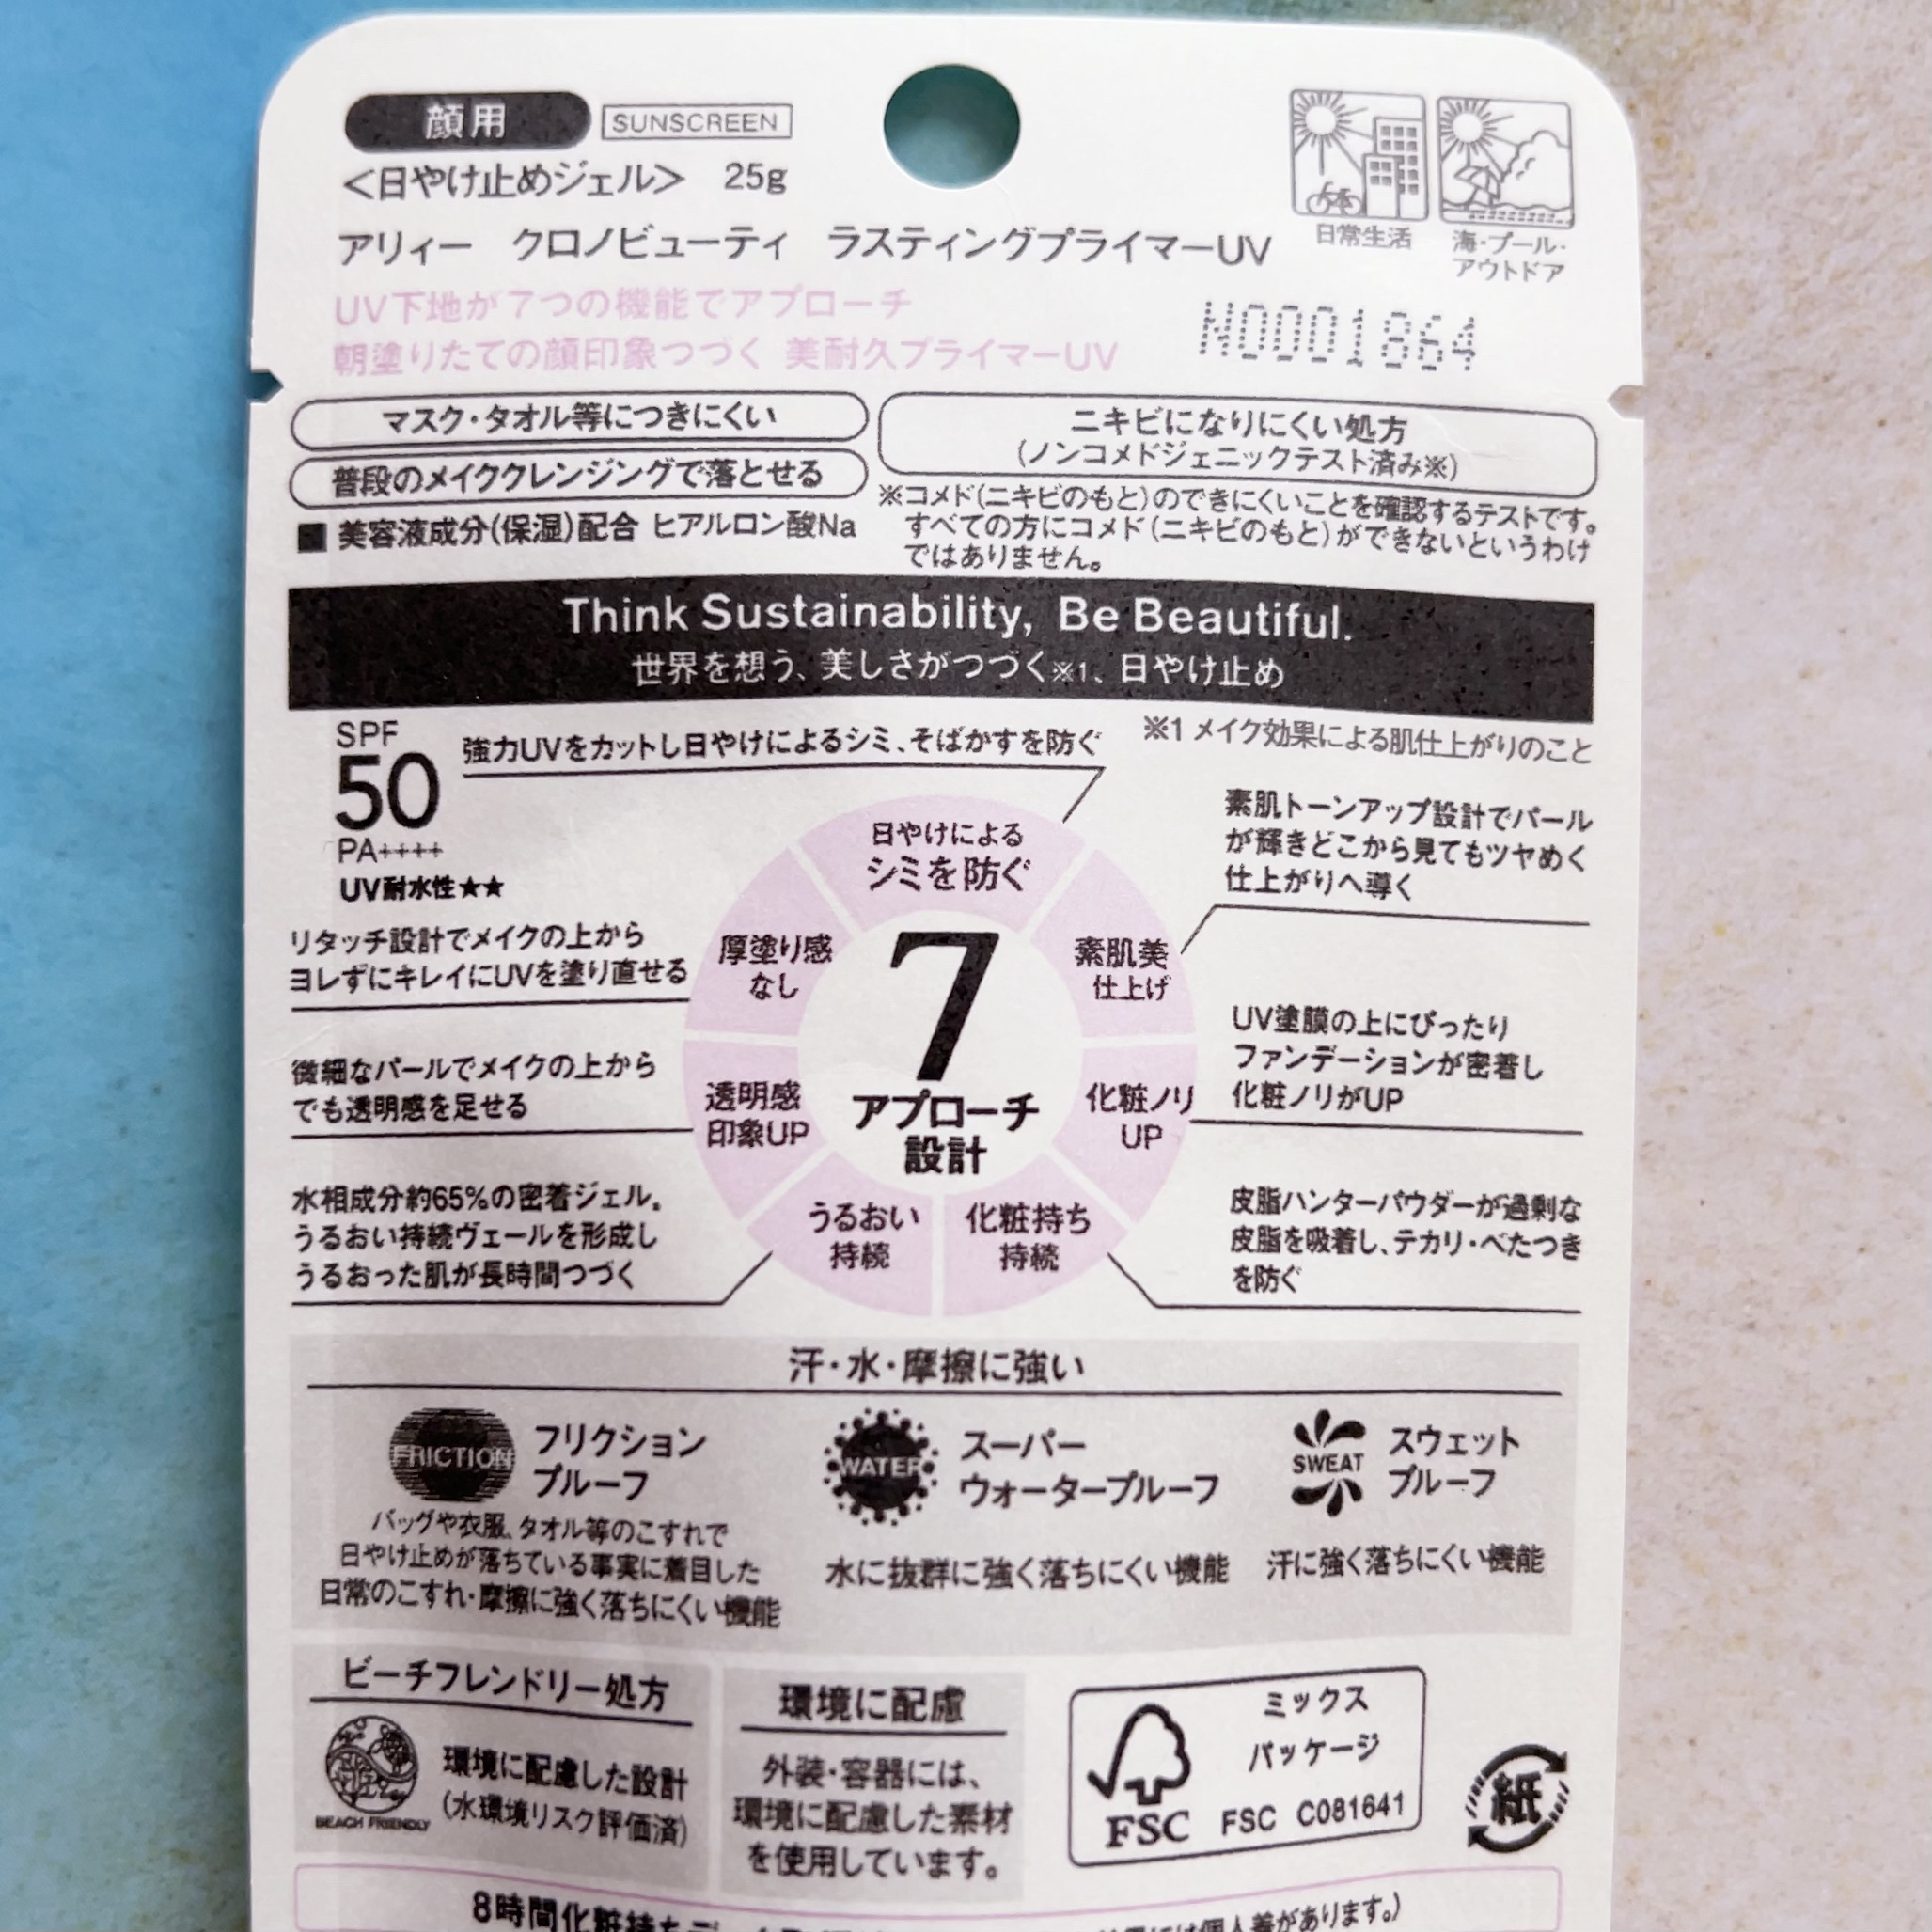 顔用 SUNSCREEN
<日やけ止めジェル> 25g
アリィー クロノビューティ ラスティングプライマーUV
日常生活
海・プール・
アウトドア
UV下地が7つの機能でアプローチ
朝塗りたての顔印象つづく 美耐久プライマーUV
N0001864
マスク・タオル等につきにくい
普段のメイククレンジングで落とせる
■ 美容液成分(保湿)配合 ヒアルロン酸Na
ニキビになりにくい処方
(ノンコメドジェニックテスト済み※)
※コメド(ニキビのもと)のできにくいことを確認するテストです。
すべての方にコメド(ニキビのもと)ができないというわけ
ではありません。
Think Sustainability, Be Beautiful.
世界を想う、美しさがつづく※1、日やけ止め
※1 メイク効果による肌仕上がりのこと
SPF
50
PA++++
UV耐水性★★
強力UVをカットし日やけによるシミ、そばかすを防ぐ
日やけによる
シミを防ぐ
素肌トーンアップ設計でパール
が輝きどこから見てもツヤめく
仕上がりへ導く
素肌美
仕上げ
UV塗膜の上にぴったり
ファンデーションが密着し
化粧ノリがUP
化粧ノリ
UP
皮脂ハンターパウダーが過剰な
皮脂を吸着し、テカリ・べたつき
を防ぐ
化粧持ち
持続
リタッチ設計でメイクの上から
ヨレずにキレイにUVを塗り直せる
厚塗り感
なし
微細なパールでメイクの上から
でも透明感を足せる
透明感
印象UP
水相成分約65%の密着ジェル。
うるおい持続ヴェールを形成し
うるおった肌が長時間つづく
うるおい
持続
7
アプローチ
設計
汗・水・摩擦に強い
FRICTION
フリクション
プルーフ
バッグや衣服、タオル等のこすれで
日やけ止めが落ちている事実に着目した
日常のこすれ・摩擦に強く落ちにくい機能
WATER
スーパー
ウォータープルーフ
水に抜群に強く落ちにくい機能
SWEAT
スウェット
プルーフ
汗に強く落ちにくい機能
ビーチフレンドリー処方
BEACH FRIENDLY
環境に配慮した設計
(水環境リスク評価済)
環境に配慮
外装・容器には、
環境に配慮した素材
を使用しています。
FSC
ミックス
パッケージ
FSC C081641
紙
8時間化粧持ち
個人差があります。)